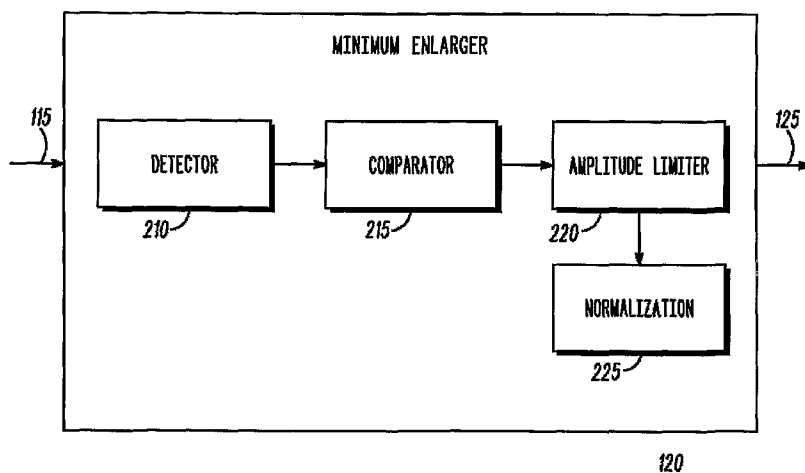 MINIMUM ENLARGER
115
125
DETECTOR
COMPARATOR
AMPLITUDE LIMITER
210
215
220
NORMALIZATION
225
120